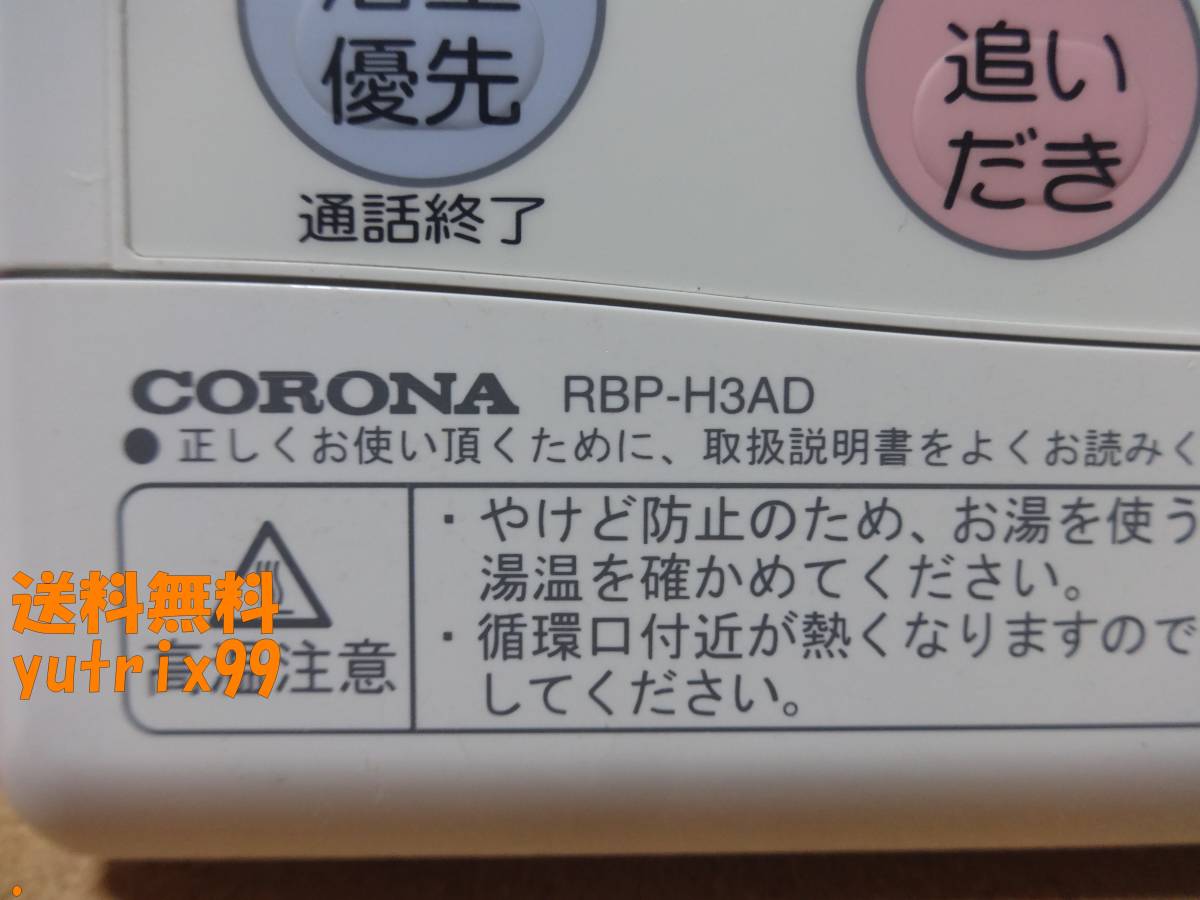 優先
通話終了
追い
だき
CORONA RBP-H3AD
● 正しくお使い頂くために、取扱説明書をよくお読みく
高温注意
・やけど防止のため、お湯を使う
湯温を確かめてください。
・循環口付近が熱くなりますので
してください。
送料無料
yutrix99